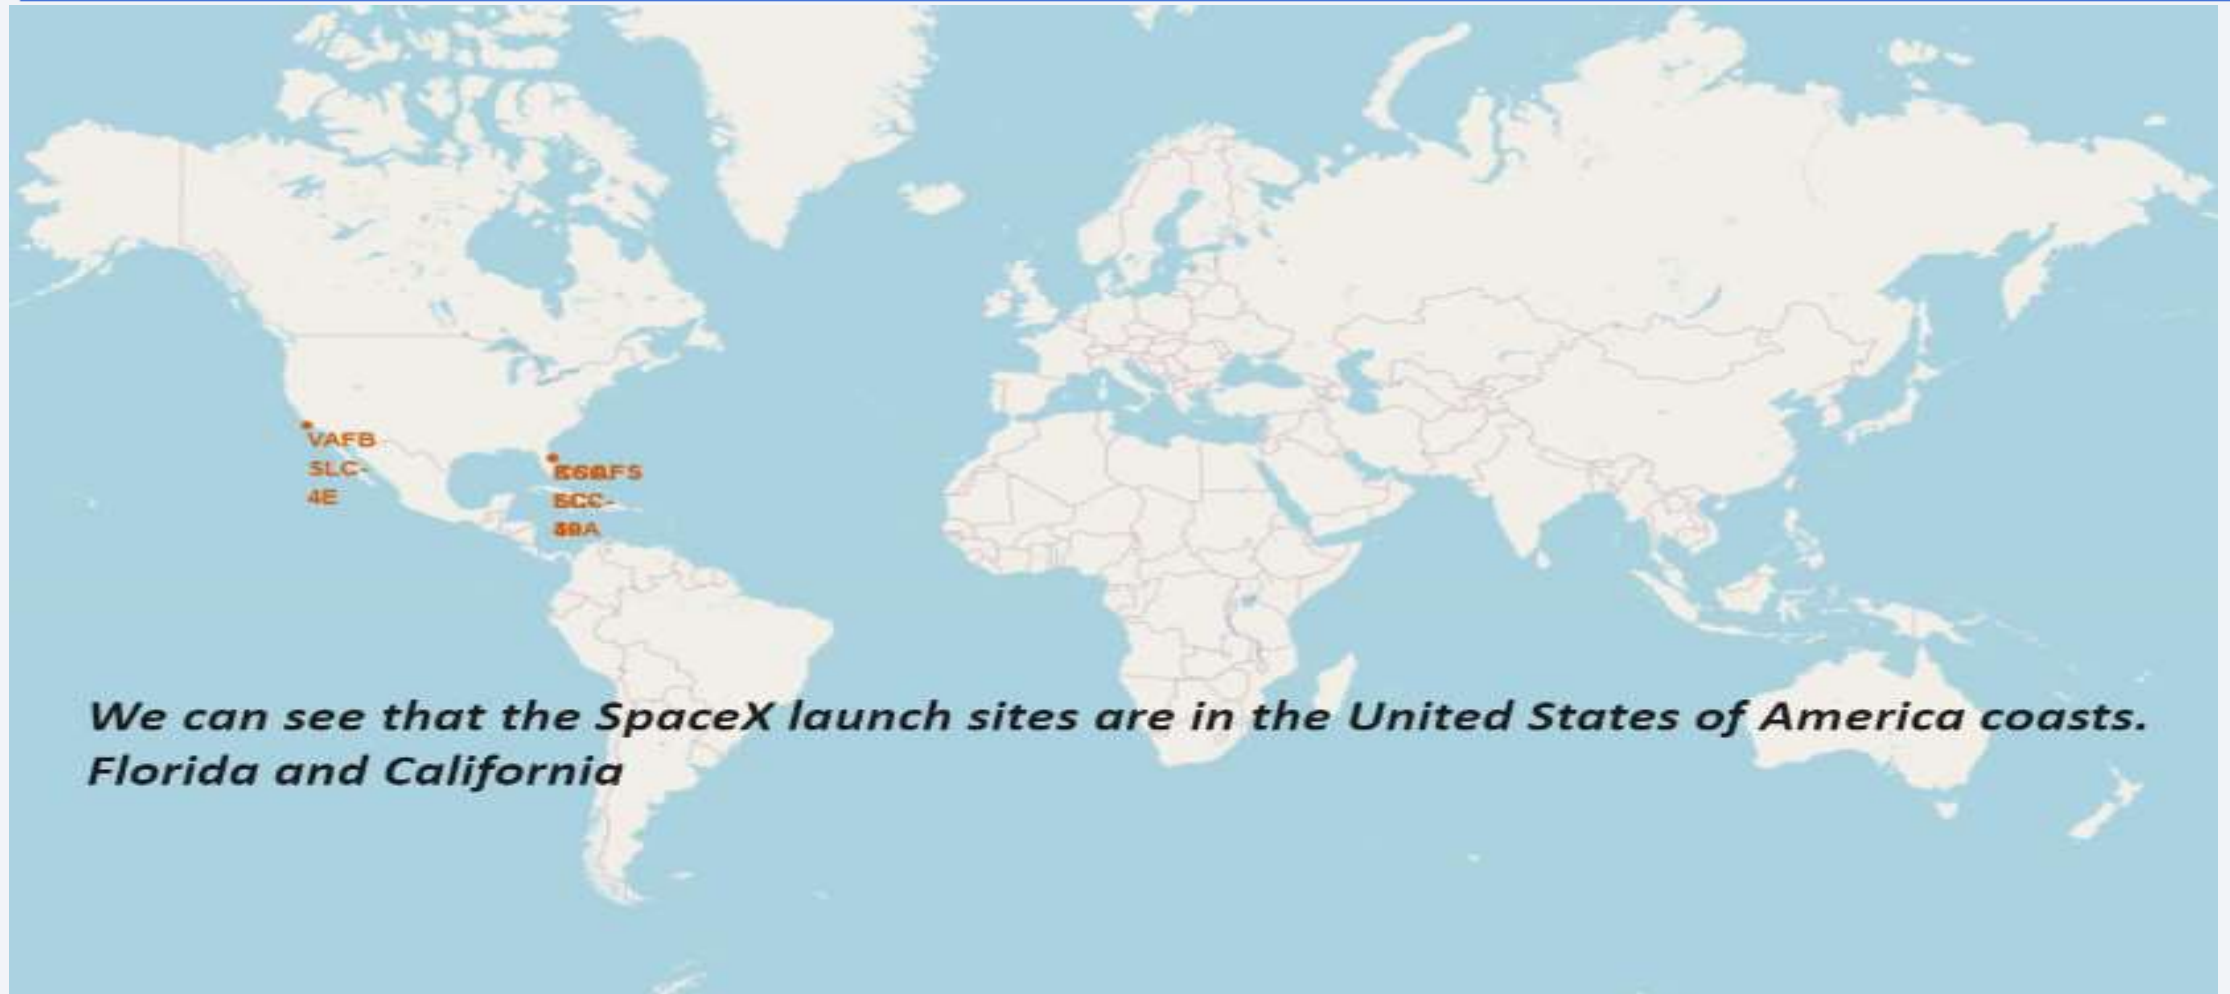 VAFB
SLC-
4E
We can see that the SpaceX launch sites are in the United States of America coasts.
Florida and California